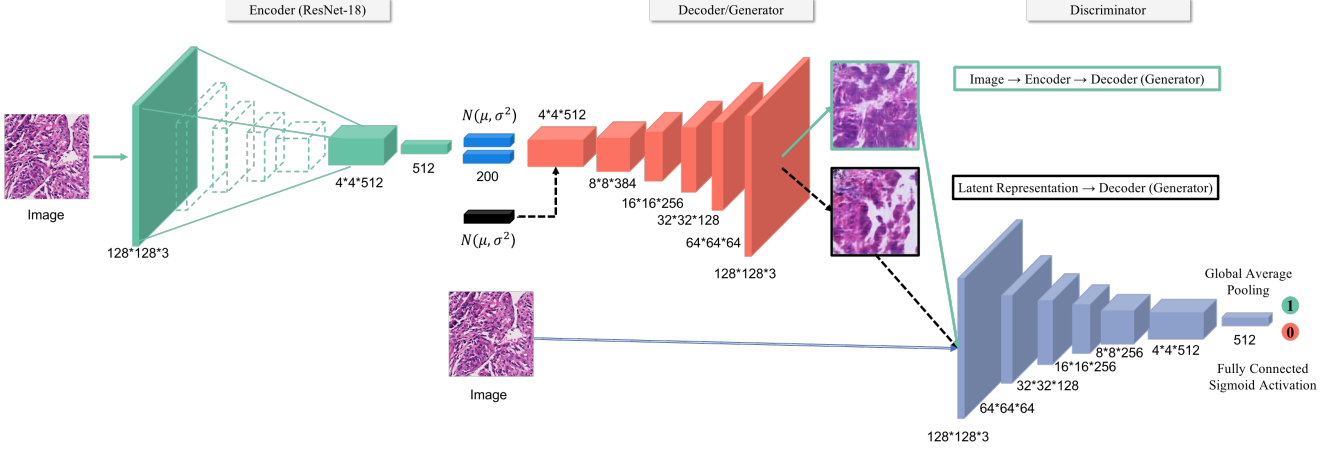 Encoder (ResNet-18)
Decoder/Generator
Discriminator
Image → Encoder → Decoder (Generator)
Latent Representation → Decoder (Generator)
Image
128*128*3
4*4*512
512
N(μ, σ²)
200
N(μ, σ²)
4*4*512
8*8*384
16*16*256
32*32*128
64*64*64
128*128*3
Image
128*128*3
64*64*64
32*32*128
16*16*256
8*8*256
4*4*512
512
Global Average
Pooling
1
0
Fully Connected
Sigmoid Activation